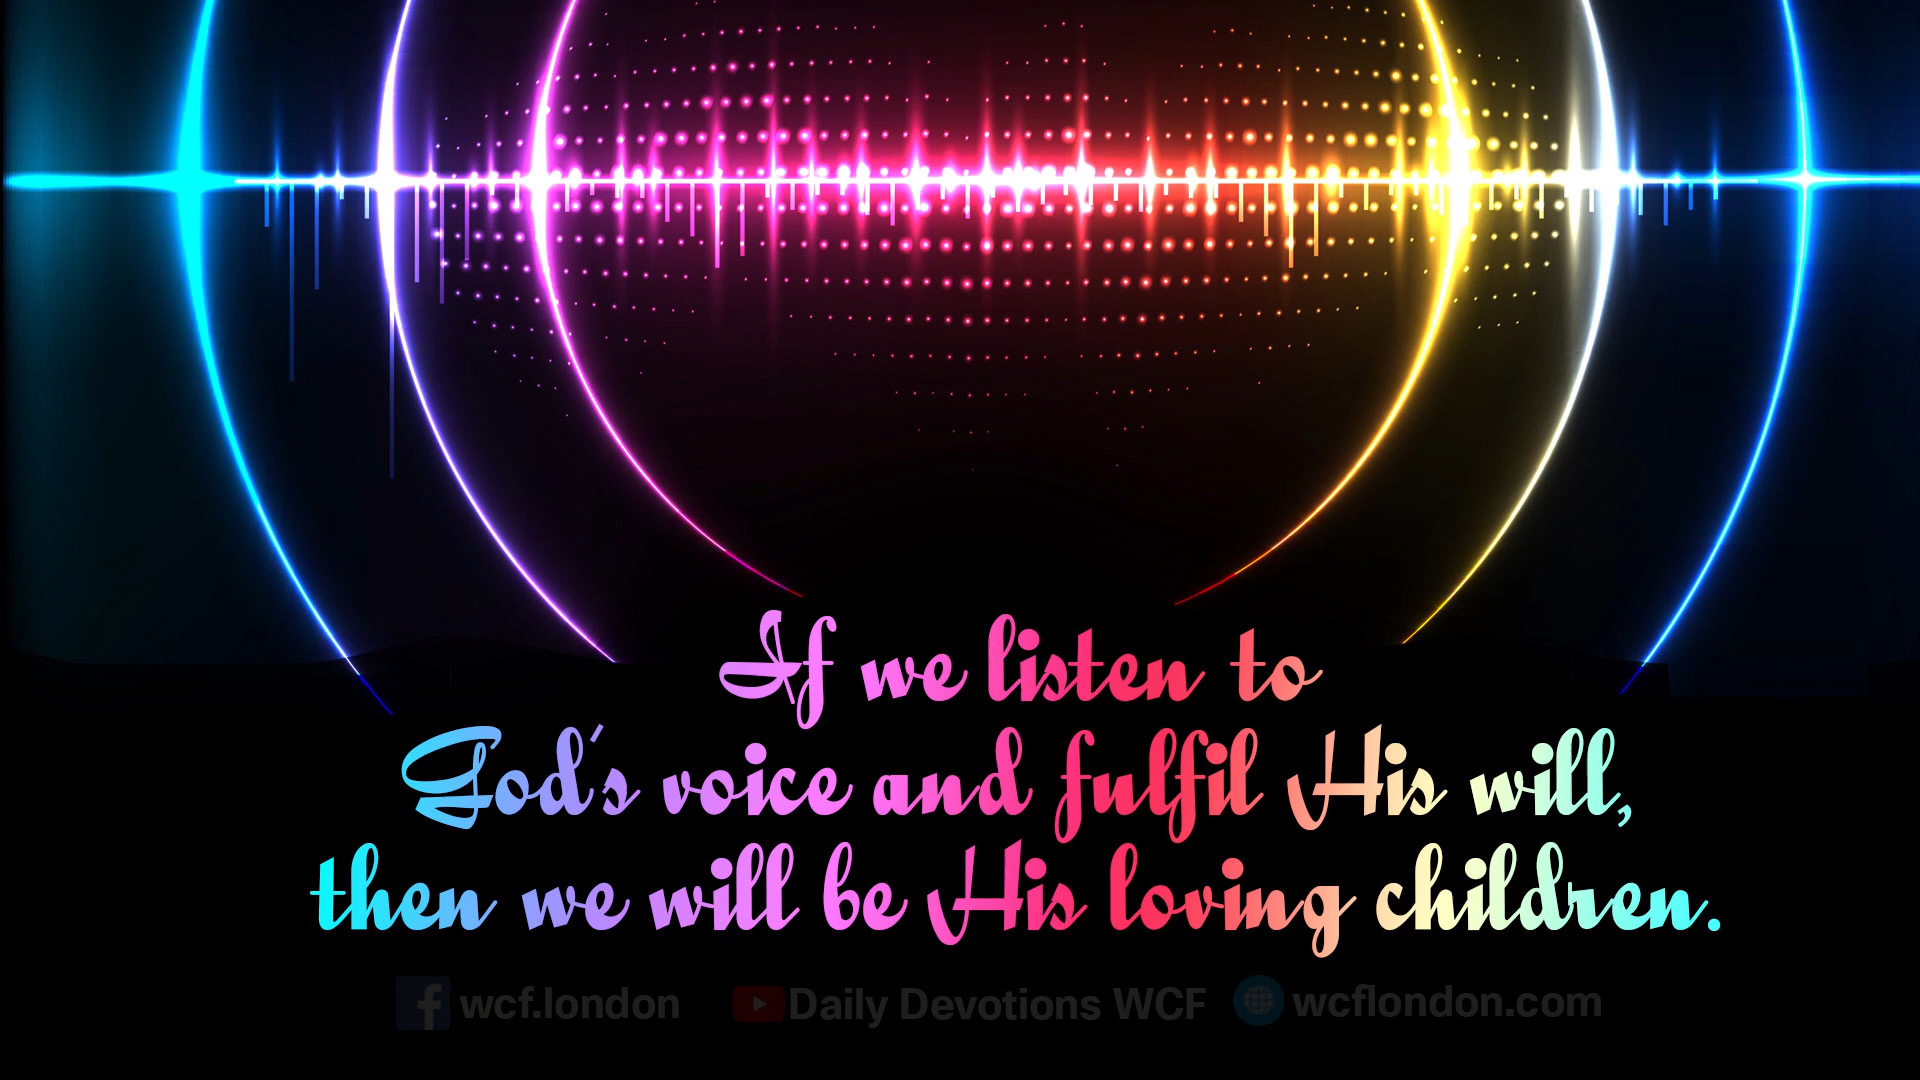 If we listen to
God's voice and fulfil His will,
then we will be His loving children.
wcf.london Daily Devotions WCF wcflondon.com